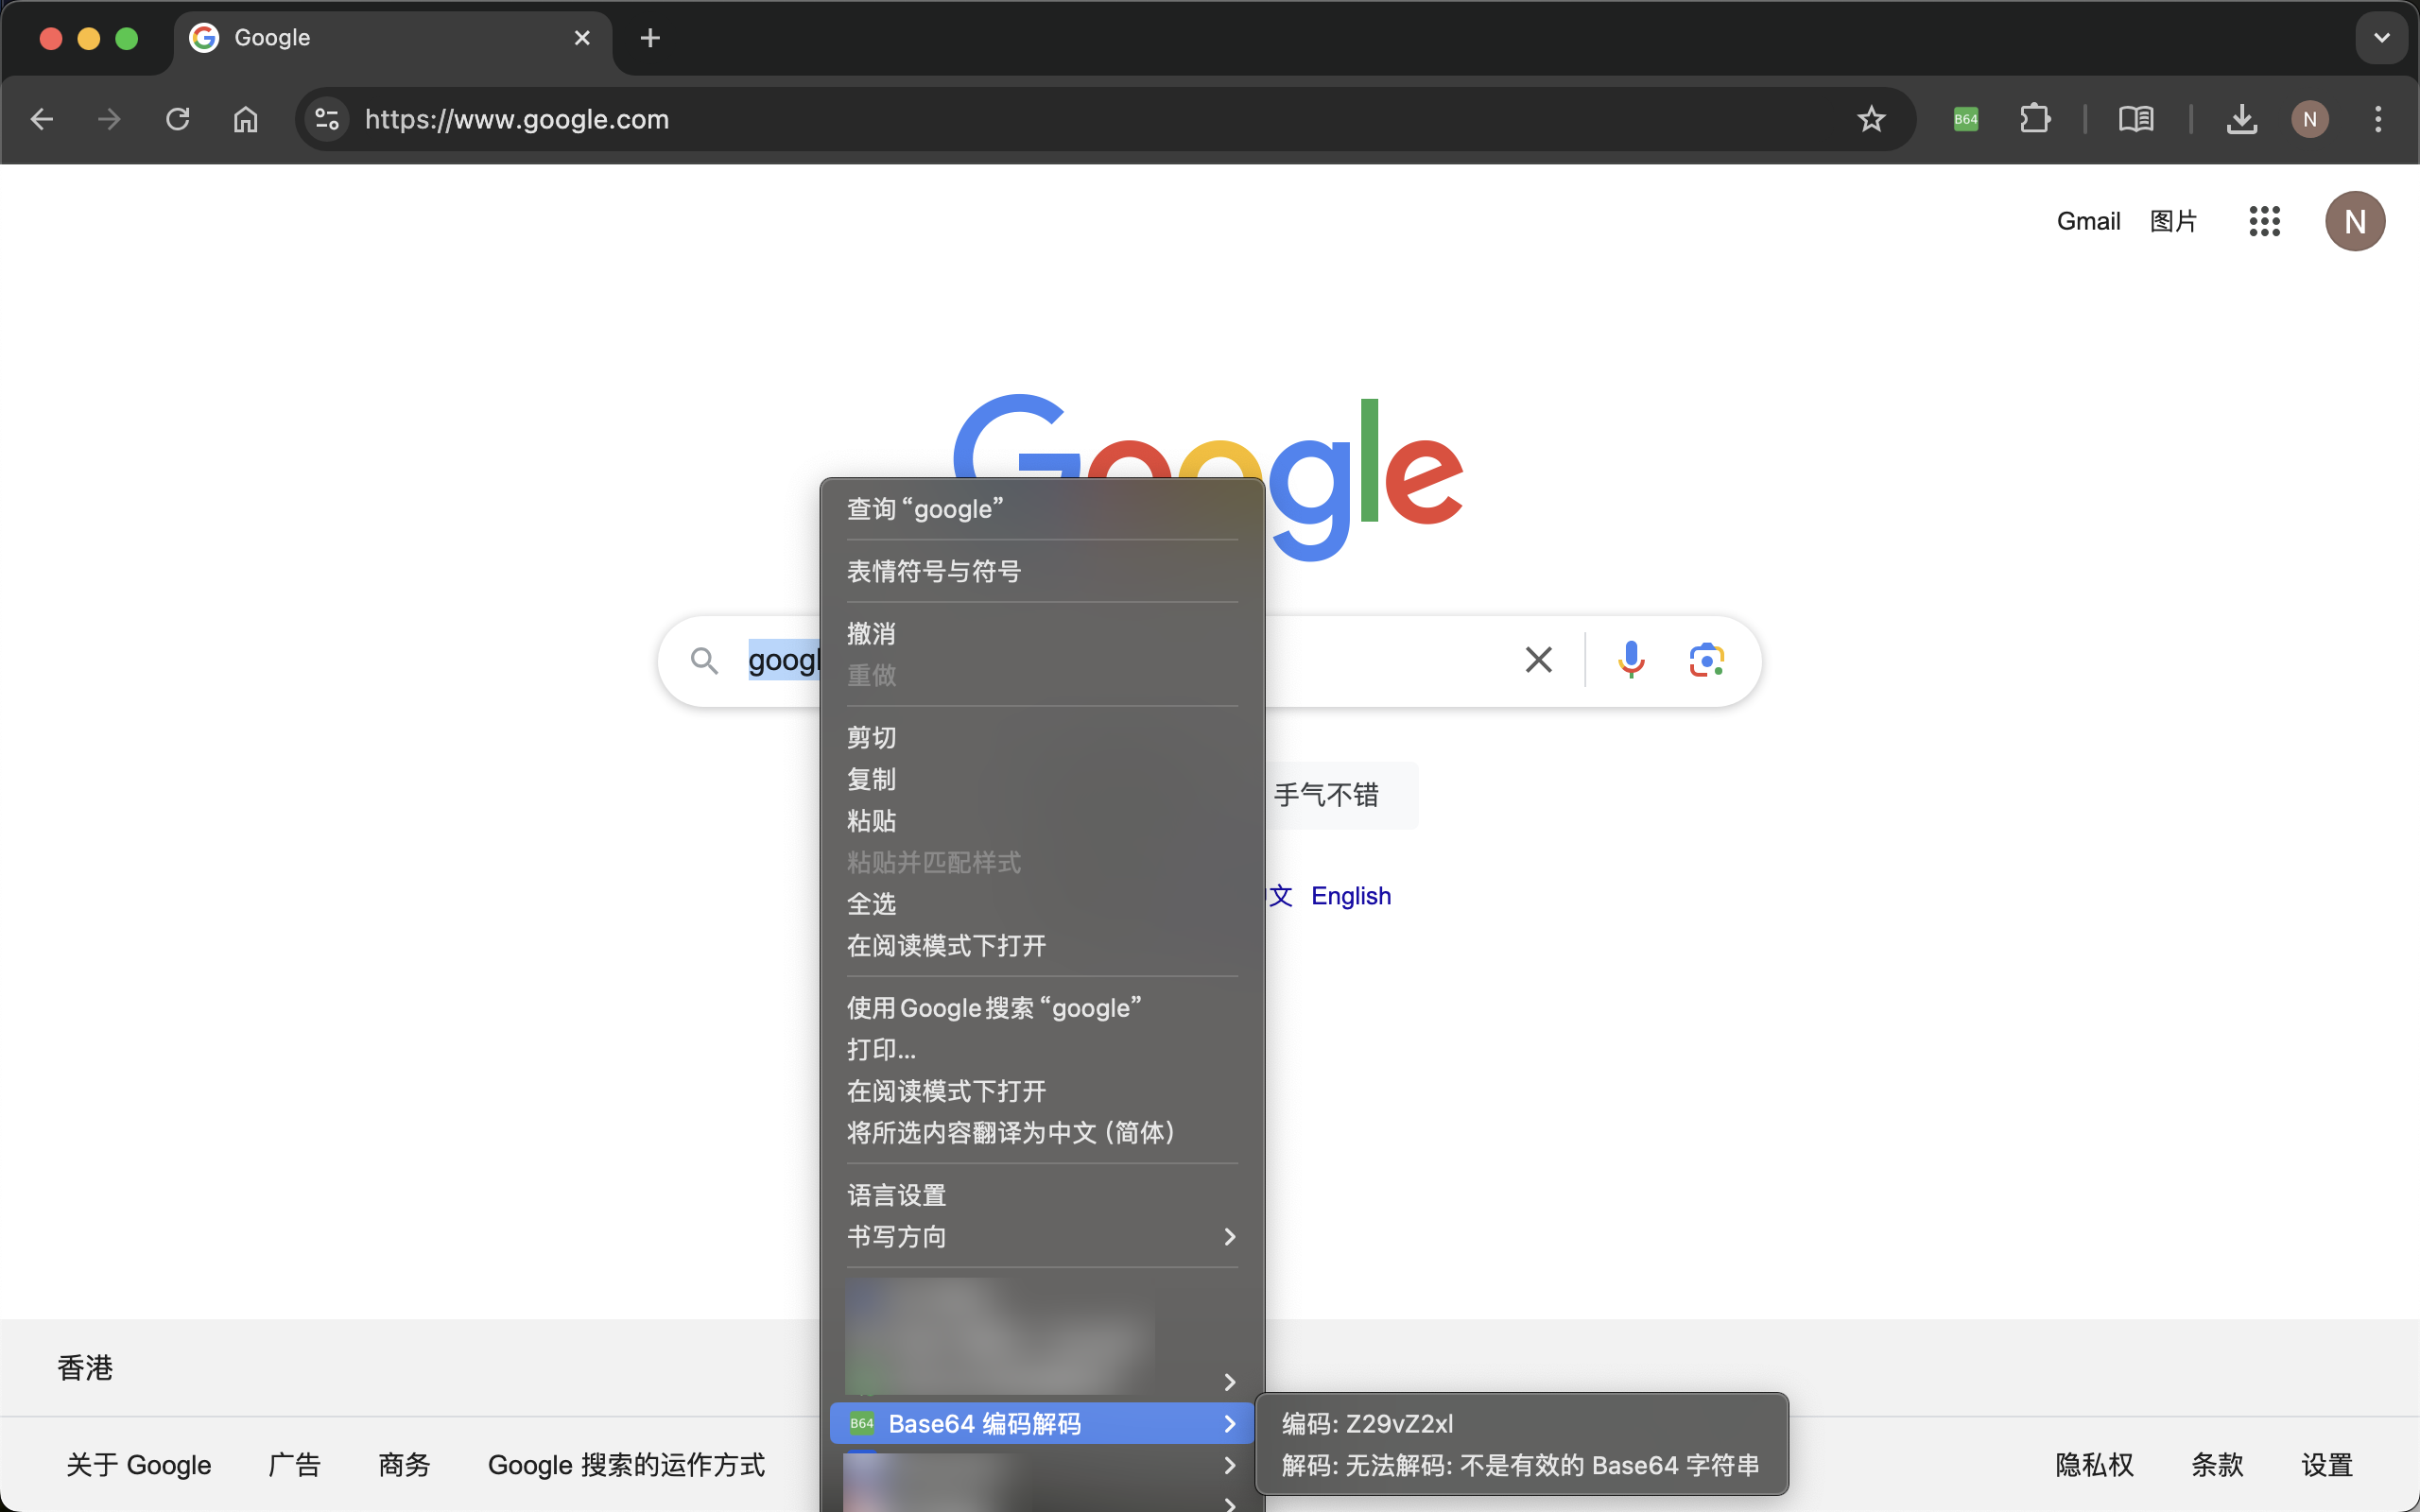 Google
https://www.google.com
B64
N
Gmail 图片
N
Google
查询 “google”
表情符号与符号
撤消
重做
剪切
复制
粘贴
粘贴并匹配样式
全选
在阅读模式下打开
使用Google搜索 “google”
打印...
在阅读模式下打开
将所选内容翻译为中文 (简体)
语言设置
书写方向
B64 Base64 编码解码
编码: Z29vZ2xl
解码: 无法解码: 不是有效的 Base64 字符串
googl
手气不错
文 English
香港
关于 Google 广告 商务 Google 搜索的运作方式 隐私权 条款 设置